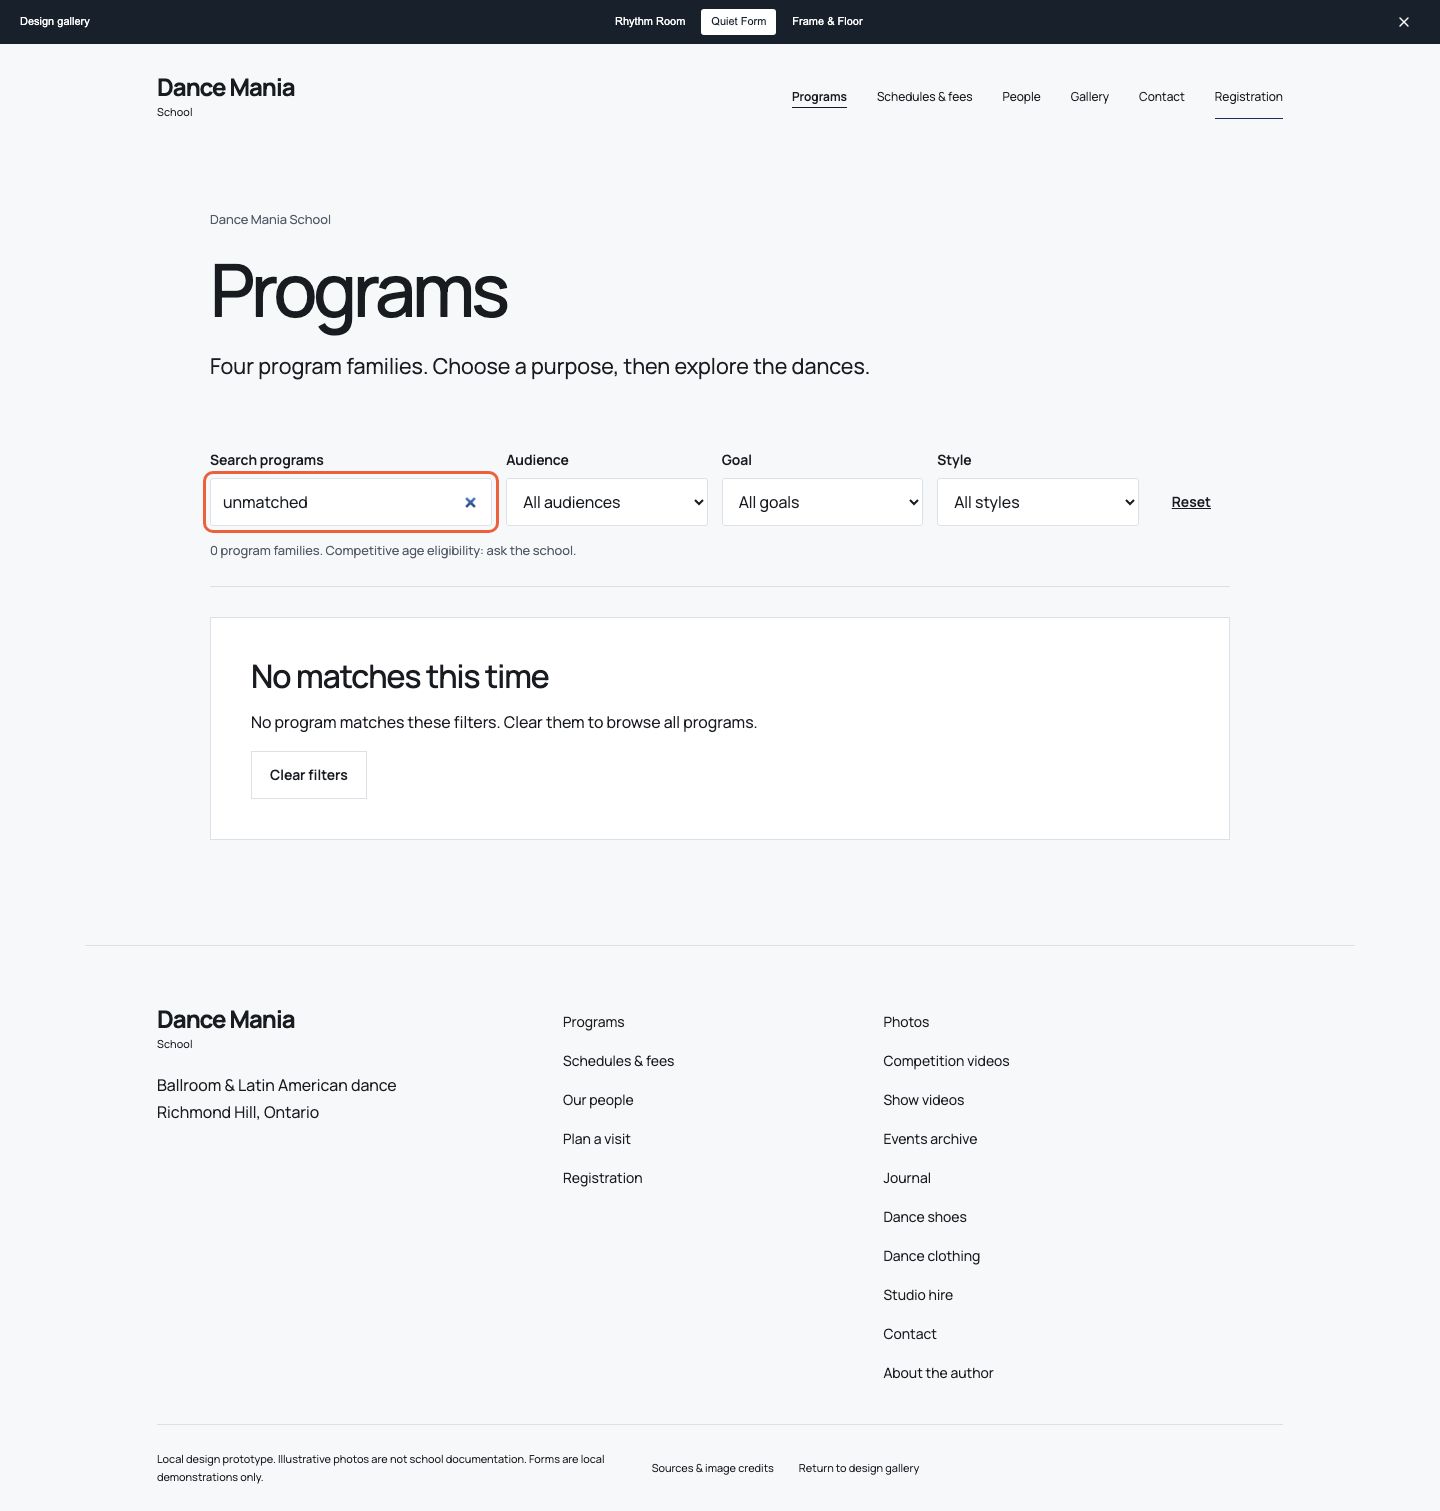 Design gallery
Rhythm Room
Quiet Form
Frame & Floor
Dance Mania
School
Programs
Schedules & fees
People
Gallery
Contact
Registration
Dance Mania School
Programs
Four program families. Choose a purpose, then explore the dances.
Search programs
Audience
Goal
Style
unmatched
All audiences
All goals
All styles
Reset
0 program families. Competitive age eligibility: ask the school.
No matches this time
No program matches these filters. Clear them to browse all programs.
Clear filters
Dance Mania
School
Ballroom & Latin American dance
Richmond Hill, Ontario
Programs
Schedules & fees
Our people
Plan a visit
Registration
Photos
Competition videos
Show videos
Events archive
Journal
Dance shoes
Dance clothing
Studio hire
Contact
About the author
Local design prototype. Illustrative photos are not school documentation. Forms are local
demonstrations only.
Sources & image credits
Return to design gallery